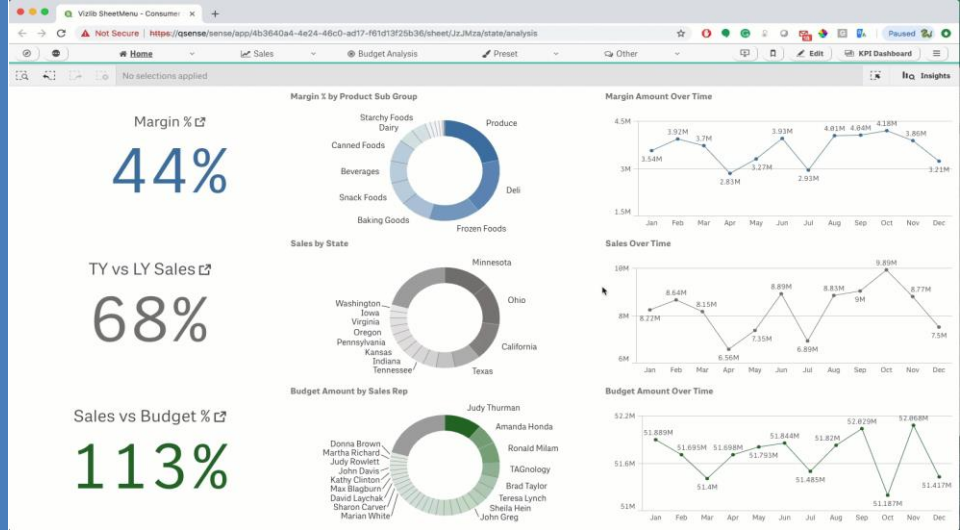 Vizlib SheetMenu - Consumer
Not Secure | https://qsense/sense/app/4b3640a4-4e24-46c0-ad17-f61d13f25b36/sheet/JzJMza/state/analysis
Paused
Home
Sales
Budget Analysis
Preset
Other
Edit
KPI Dashboard
No selections applied
Insights
Margin %
44%
Margin % by Product Sub Group
Starchy Foods
Dairy
Canned Foods
Beverages
Snack Foods
Baking Goods
Produce
Deli
Frozen Foods
Margin Amount Over Time
4.5M
3M
1.5M
3.54M
3.92M
3.7M
2.83M
3.27M
3.93M
2.93M
4.01M
4.04M
4.18M
3.86M
3.21M
Jan Feb Mar Apr May Jun Jul Aug Sep Oct Nov Dec
TY vs LY Sales
68%
Sales by State
Minnesota
Ohio
California
Texas
Washington
Iowa
Virginia
Oregon
Pennsylvania
Kansas
Indiana
Tennessee
Sales Over Time
10M
8M
6M
8.22M
8.64M
8.15M
6.56M
7.35M
8.89M
6.89M
8.83M
9M
9.89M
8.77M
7.5M
Jan Feb Mar Apr May Jun Jul Aug Sep Oct Nov Dec
Sales vs Budget %
113%
Budget Amount by Sales Rep
Judy Thurman
Amanda Honda
Ronald Milam
TAGnology
Brad Taylor
Teresa Lynch
Sheila Hein
John Greg
Donna Brown
Martha Richard
Judy Rowlett
John Davis
Kathy Clinton
Max Blagburn
David Laychak
Sharon Carver
Marian White
Budget Amount Over Time
52.2M
51.6M
51M
51.889M
51.695M
51.4M
51.698M
51.793M
51.844M
51.485M
51.82M
52.029M
51.187M
52.068M
51.417M
Jan Feb Mar Apr May Jun Jul Aug Sep Oct Nov Dec